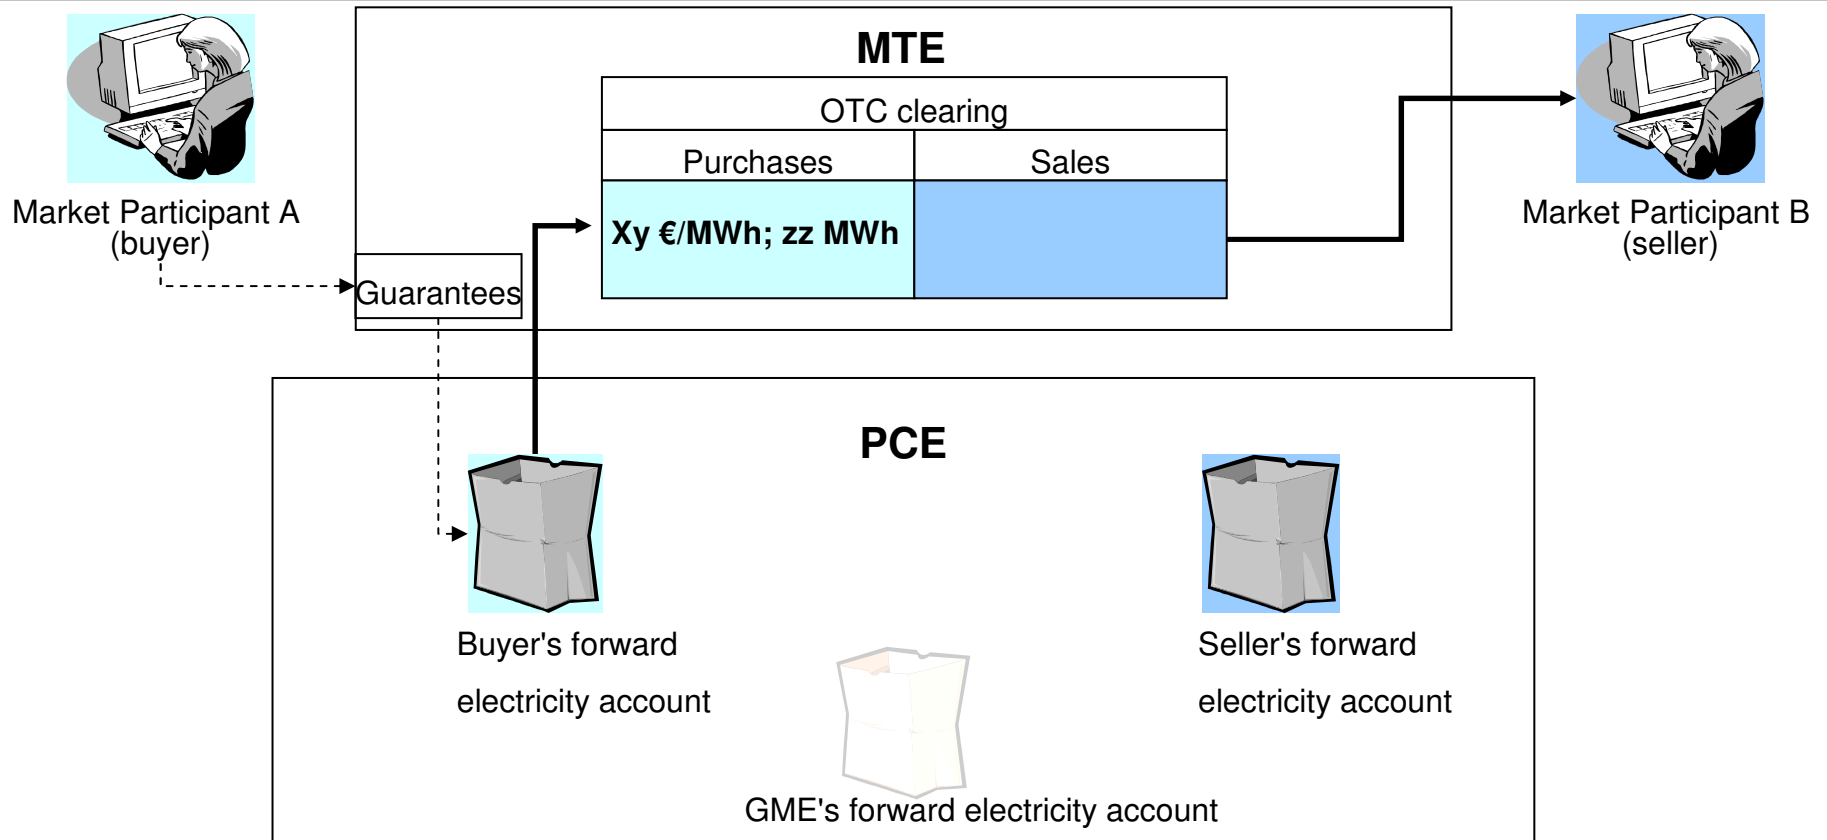 MTE
OTC clearing
Purchases
Sales
Xy €/MWh; zz MWh
Market Participant A
(buyer)
Market Participant B
(seller)
Guarantees
PCE
Buyer's forward
electricity account
Seller's forward
electricity account
GME's forward electricity account